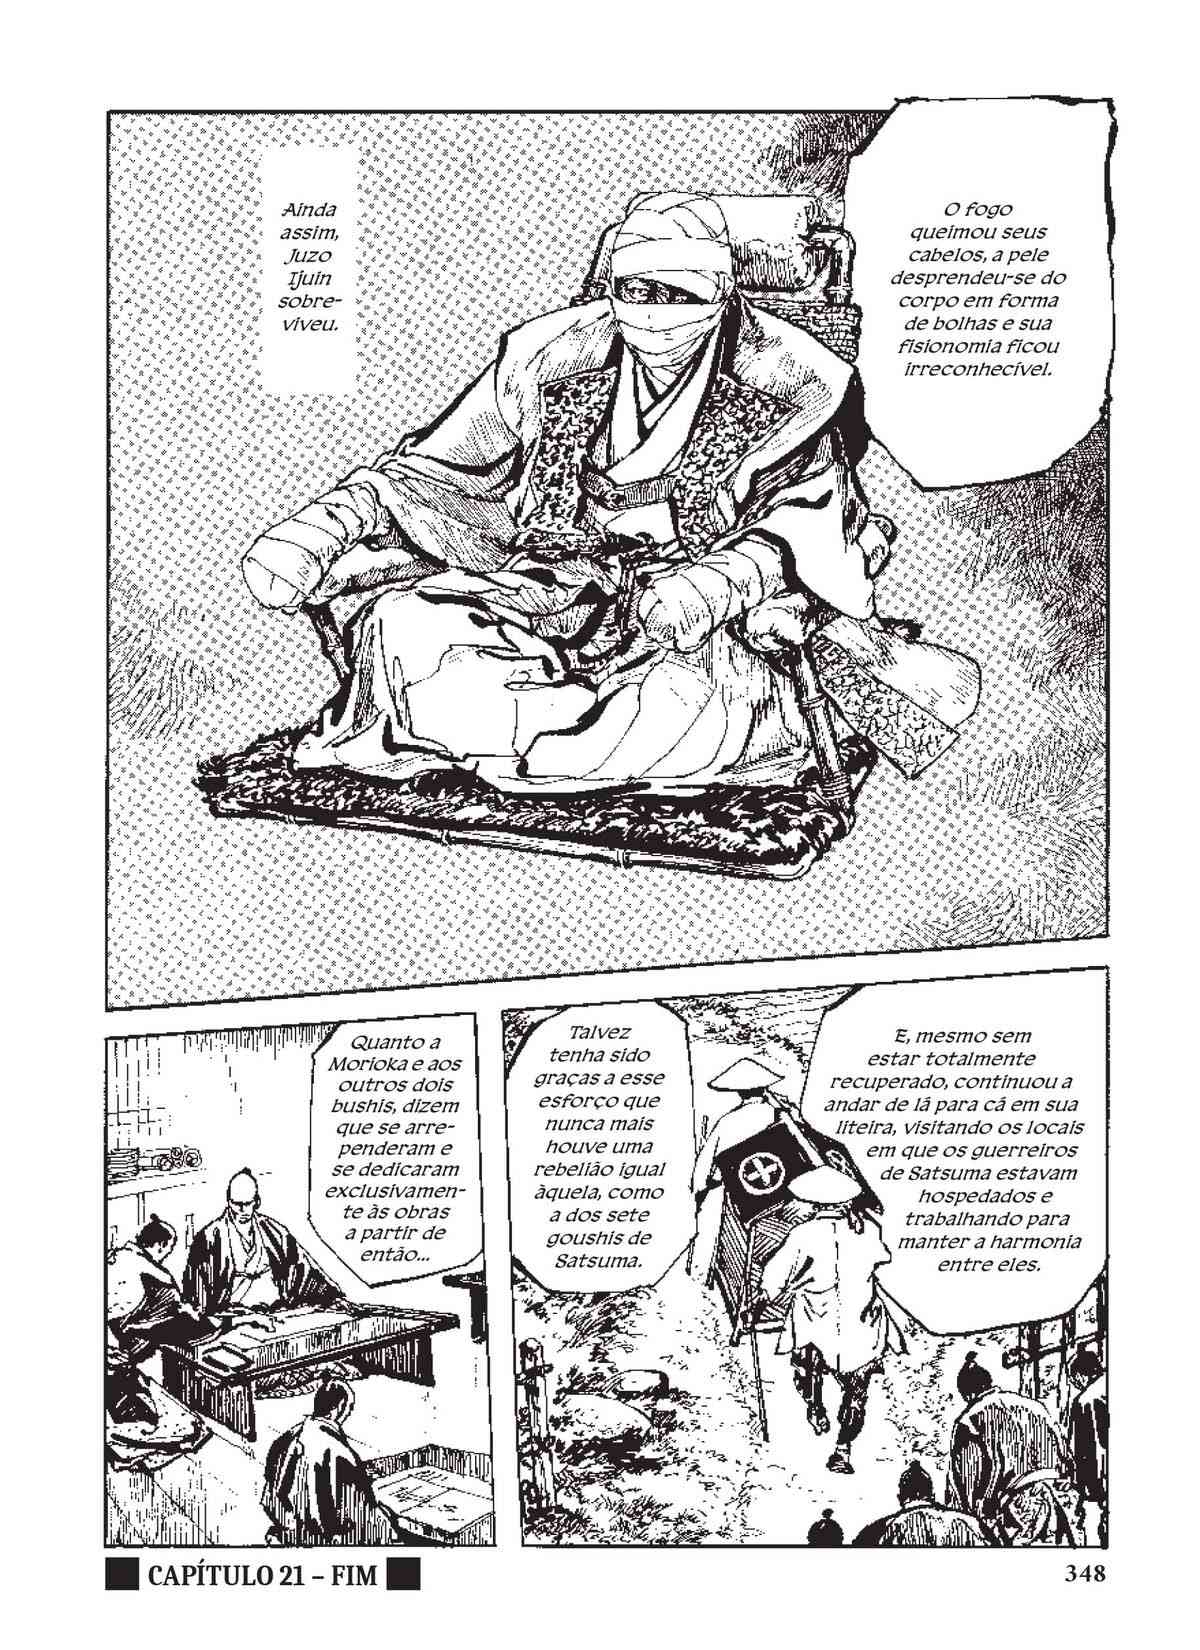 O fogo
queimou seus
cabelos, a pele
desprendeu-se do
corpo em forma
de bolhas e sua
fisionomia ficou
irreconhecível.
Ainda
assim,
Juzo
Ijuin
sobre-
viveu.
E, mesmo sem
estar totalmente
recuperado, continuou a
andar de lá para cá em sua
liteira, visitando os locais
em que os guerreiros
de Satsuma estavam
hospedados e
trabalhando para
manter a harmonia
entre eles.
Talvez
tenha sido
graças a esse
esforço que
nunca mais
houve uma
rebelião igual
àquela, como
a dos sete
goushis de
Satsuma.
Quanto a
Morioka e aos
outros dois
bushis, dizem
que se arre-
penderam e
se dedicaram
exclusivamen-
te às obras
a partir de
então...
CAPÍTULO 21 – FIM
348